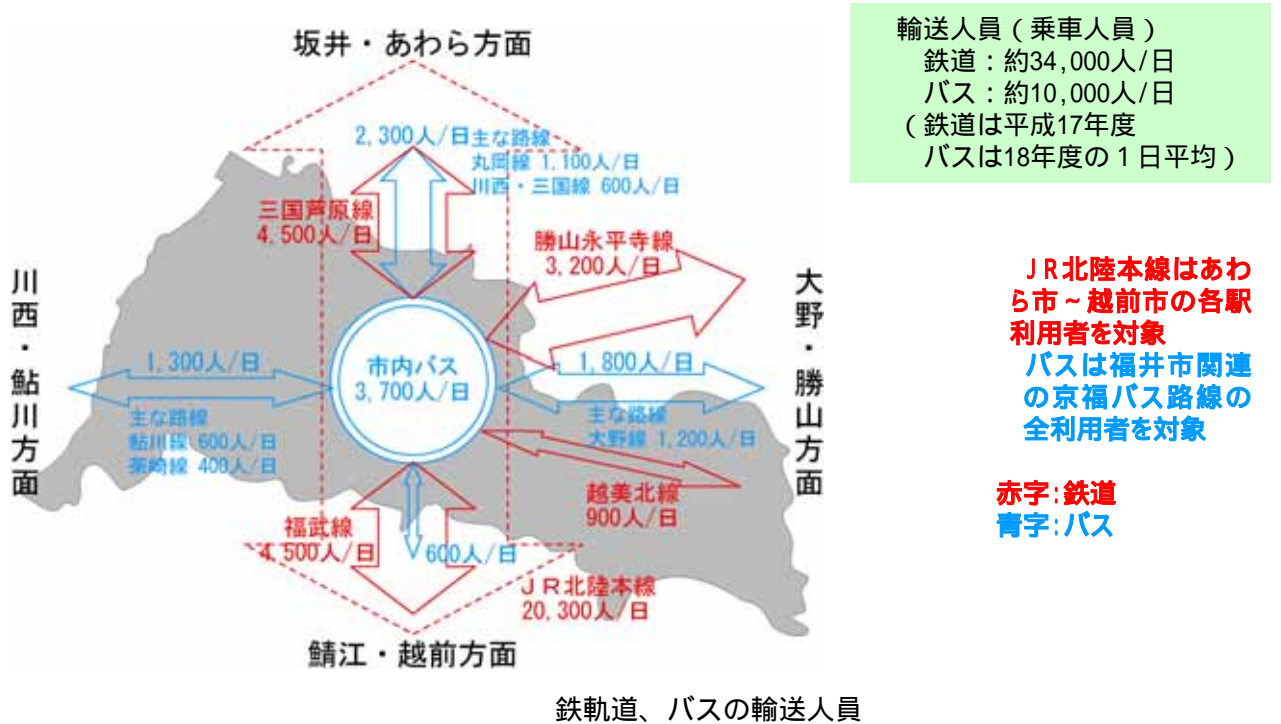 坂井・あわら方面
輸送人員（乗車人員）
鉄道：約34,000人/日
バス：約10,000人/日
（鉄道は平成17年度
バスは18年度の１日平均）
2,300人/日
主な路線
丸岡線 1,100人/日
川西・三国線 600人/日
三国芦原線
4,500人/日
勝山永平寺線
3,200人/日
川西・鮎川方面
大野・勝山方面
ＪＲ北陸本線はあわ
ら市～越前市の各駅
利用者を対象
バスは福井市関連
の京福バス路線の
全利用者を対象
1,300人/日
主な路線
鮎川線 600人/日
茱崎線 400人/日
市内バス
3,700人/日
1,800人/日
主な路線
大野線 1,200人/日
越美北線
900人/日
赤字:鉄道
青字:バス
福武線
4,500人/日
600人/日
ＪＲ北陸本線
20,300人/日
鯖江・越前方面
鉄軌道、バスの輸送人員